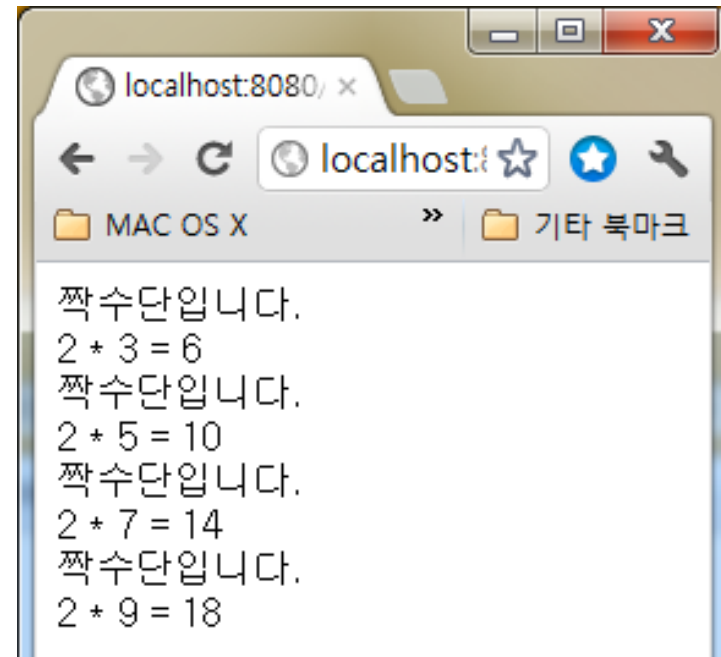 localhost:8080/
localhost:8
MAC OS X » 기타 북마크
짝수단입니다.
2 * 3 = 6
짝수단입니다.
2 * 5 = 10
짝수단입니다.
2 * 7 = 14
짝수단입니다.
2 * 9 = 18